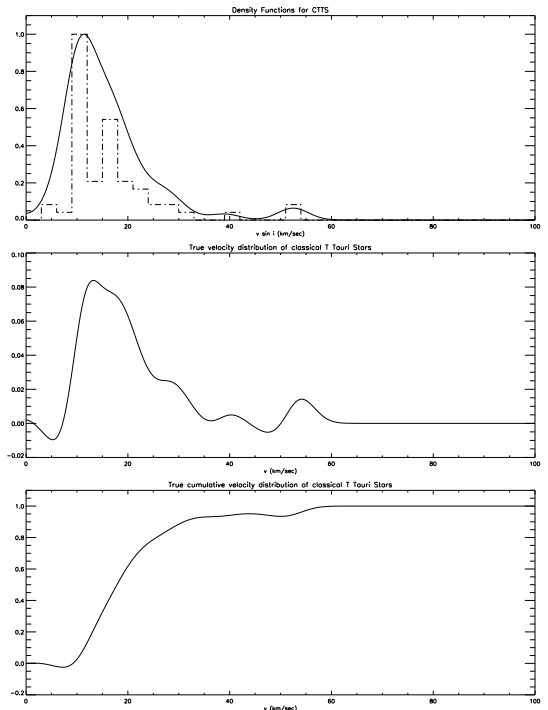 Density Functions for CTTS
1.0
0.8
0.6
0.4
0.2
0.0
0 20 40 60 80 100
v sin i (km/sec)
True velocity distribution of classical T Tauri Stars
0.10
0.08
0.06
0.04
0.02
0.00
-0.02
0 20 40 60 80 100
v (km/sec)
True cumulative velocity distribution of classical T Tauri Stars
1.0
0.8
0.6
0.4
0.2
0.0
-0.2
0 20 40 60 80 100
v (km/sec)